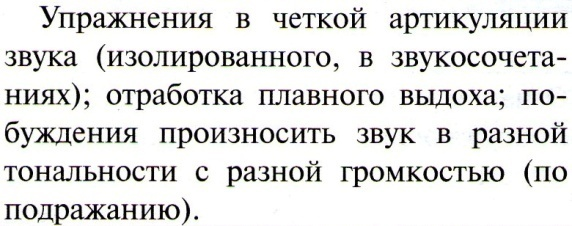 Упражнения в четкой артикуляции
звука (изолированного, в звукосочета-
ниях); отработка плавного выдоха; по-
буждения произносить звук в разной
тональности с разной громкостью (по
подражанию).